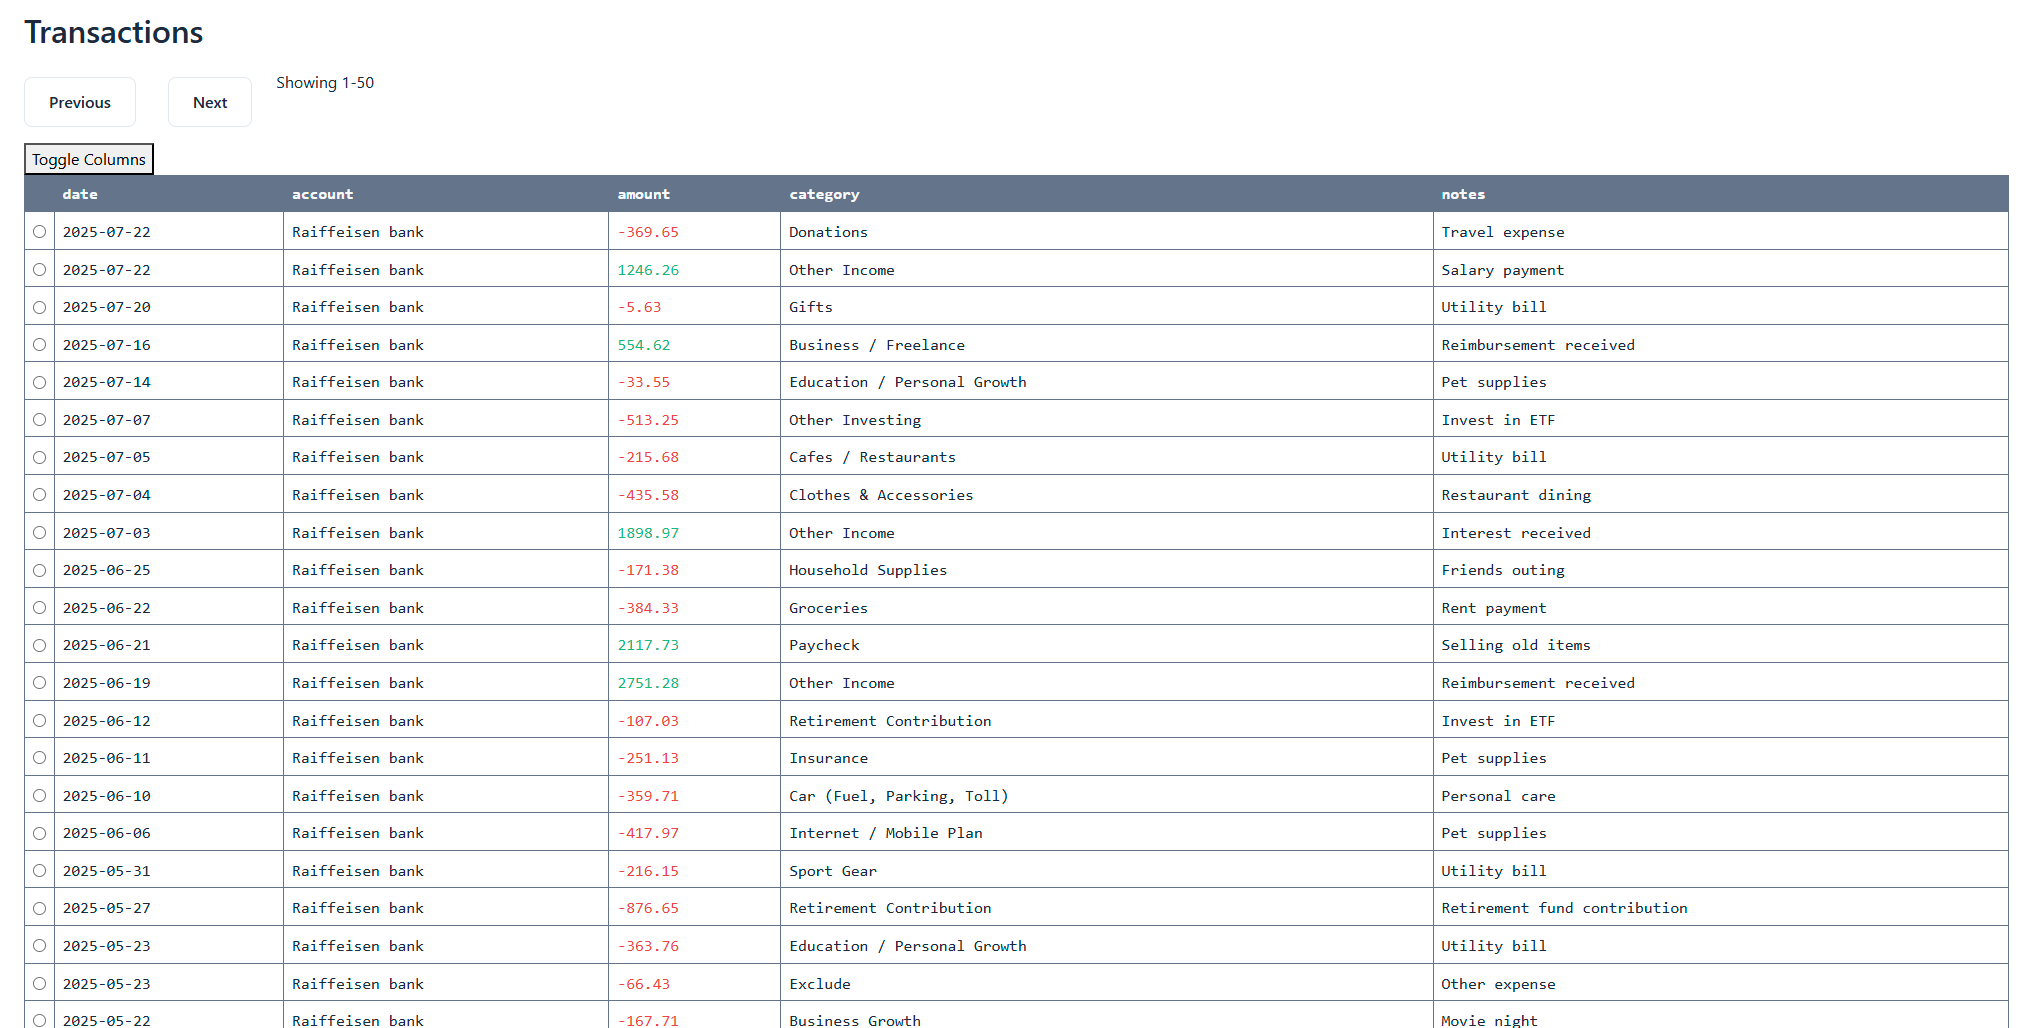 Transactions
Previous Next Showing 1-50
Toggle Columns
date account amount category notes
2025-07-22 Raiffeisen bank -369.65 Donations Travel expense
2025-07-22 Raiffeisen bank 1246.26 Other Income Salary payment
2025-07-20 Raiffeisen bank -5.63 Gifts Utility bill
2025-07-16 Raiffeisen bank 554.62 Business / Freelance Reimbursement received
2025-07-14 Raiffeisen bank -33.55 Education / Personal Growth Pet supplies
2025-07-07 Raiffeisen bank -513.25 Other Investing Invest in ETF
2025-07-05 Raiffeisen bank -215.68 Cafes / Restaurants Utility bill
2025-07-04 Raiffeisen bank -435.58 Clothes & Accessories Restaurant dining
2025-07-03 Raiffeisen bank 1898.97 Other Income Interest received
2025-06-25 Raiffeisen bank -171.38 Household Supplies Friends outing
2025-06-22 Raiffeisen bank -384.33 Groceries Rent payment
2025-06-21 Raiffeisen bank 2117.73 Paycheck Selling old items
2025-06-19 Raiffeisen bank 2751.28 Other Income Reimbursement received
2025-06-12 Raiffeisen bank -107.03 Retirement Contribution Invest in ETF
2025-06-11 Raiffeisen bank -251.13 Insurance Pet supplies
2025-06-10 Raiffeisen bank -359.71 Car (Fuel, Parking, Toll) Personal care
2025-06-06 Raiffeisen bank -417.97 Internet / Mobile Plan Pet supplies
2025-05-31 Raiffeisen bank -216.15 Sport Gear Utility bill
2025-05-27 Raiffeisen bank -876.65 Retirement Contribution Retirement fund contribution
2025-05-23 Raiffeisen bank -363.76 Education / Personal Growth Utility bill
2025-05-23 Raiffeisen bank -66.43 Exclude Other expense
2025-05-22 Raiffeisen bank -167.71 Business Growth Movie night